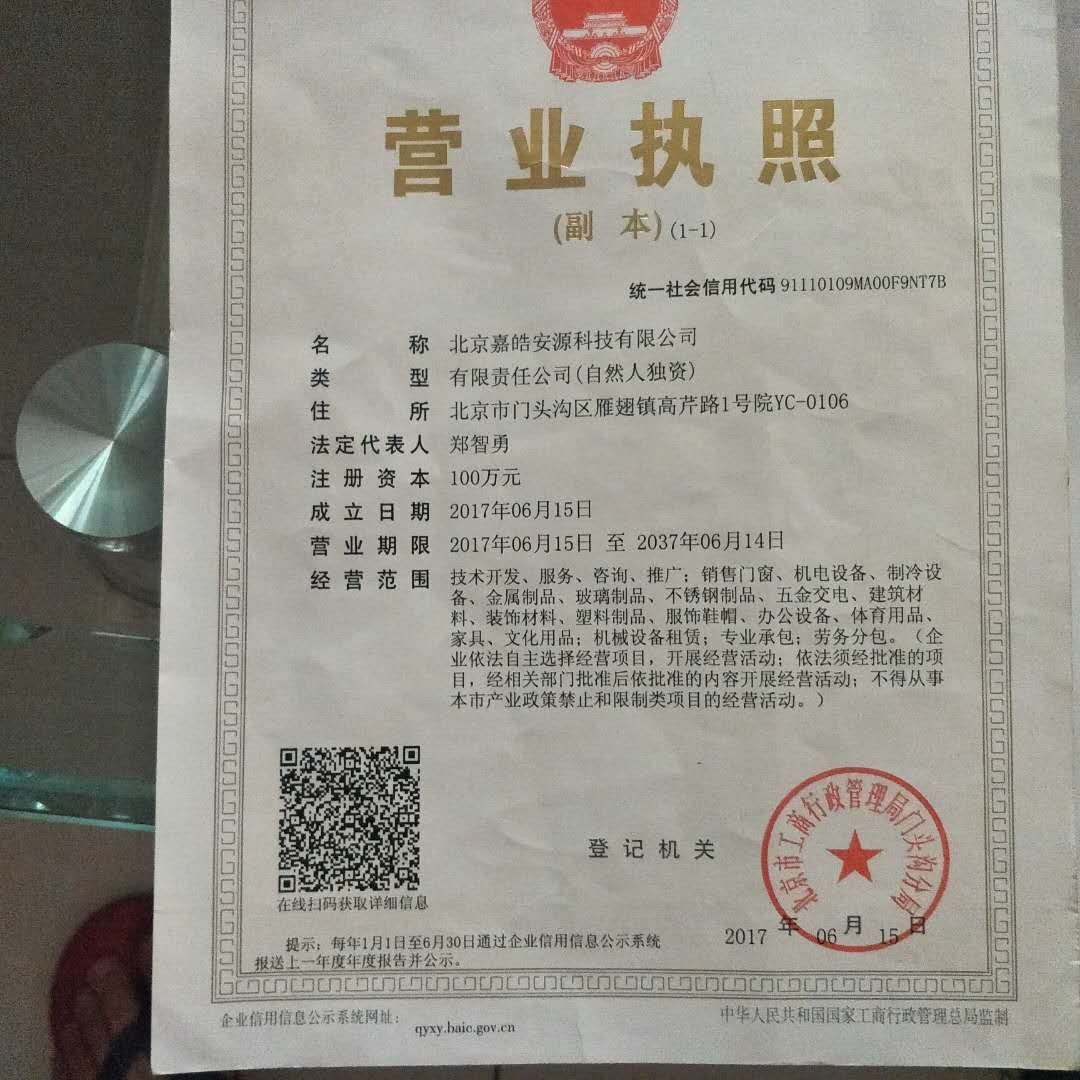 营业执照
(副 本)(1-1)
统一社会信用代码 91110109MA00F9NT7B
名 称 北京嘉皓安源科技有限公司
类 型 有限责任公司(自然人独资)
住 所 北京市门头沟区雁翅镇高芹路1号院YC-0106
法定代表人 郑智勇
注 册 资 本 100万元
成 立 日 期 2017年06月15日
营 业 期 限 2017年06月15日 至 2037年06月14日
经 营 范 围 技术开发、服务、咨询、推广；销售门窗、机电设备、制冷设
备、金属制品、玻璃制品、不锈钢制品、五金交电、建筑材
料、装饰材料、塑料制品、服饰鞋帽、办公设备、体育用品、
家具、文化用品；机械设备租赁；专业承包；劳务分包。（企
业依法自主选择经营项目，开展经营活动；依法须经批准的项
目，经相关部门批准后依批准的内容开展经营活动；不得从事
本市产业政策禁止和限制类项目的经营活动。）
在线扫码获取详细信息
登 记 机 关
北京市工商行政管理局门头沟分局
2017 年 06 月 15 日
提示：每年1月1日至6月30日通过企业信用信息公示系统
报送上一年度年度报告并公示。
企业信用信息公示系统网址： qyxy.baic.gov.cn
中华人民共和国国家工商行政管理总局监制